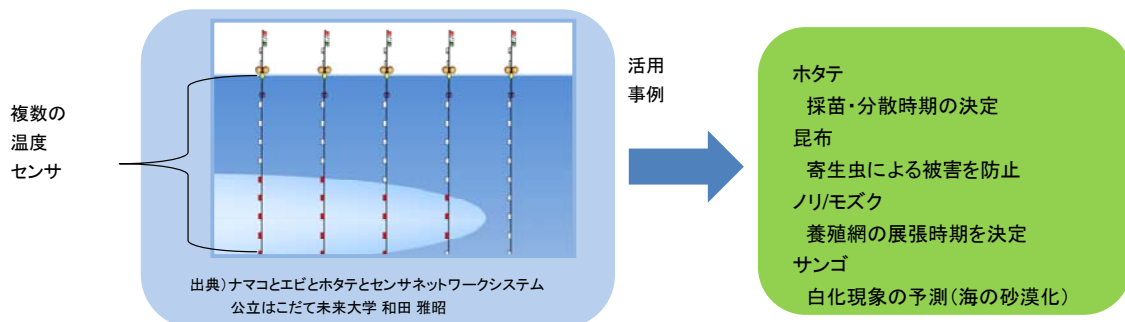 複数の
温度
センサ
出典)ナマコとエビとホタテとセンサネットワークシステム
公立はこだて未来大学 和田 雅昭
活用
事例
ホタテ
採苗・分散時期の決定
昆布
寄生虫による被害を防止
ノリ/モズク
養殖網の展張時期を決定
サンゴ
白化現象の予測(海の砂漠化)